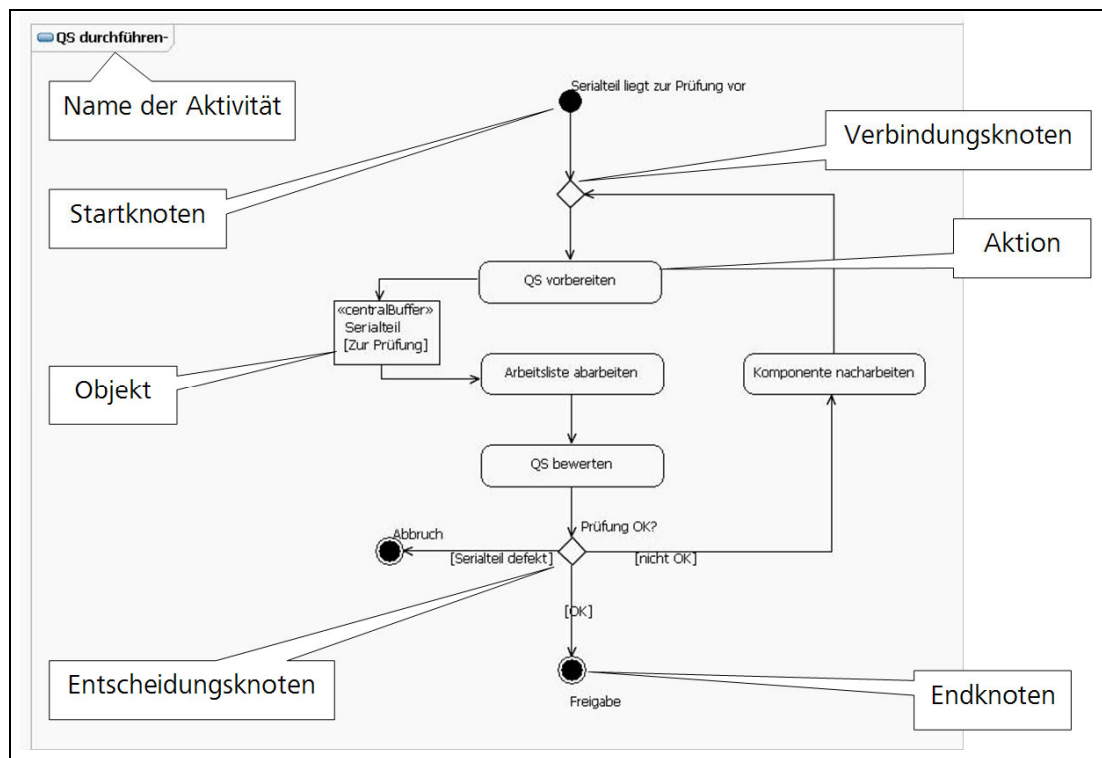 QS durchführen-
Name der Aktivität
Serialteil liegt zur Prüfung vor
Verbindungsknoten
Startknoten
Aktion
QS vorbereiten
«centralBuffer»
Serialteil
[Zur Prüfung]
Objekt
Arbeitsliste abarbeiten
Komponente nacharbeiten
QS bewerten
Prüfung OK?
Abbruch
[Serialteil defekt]
[nicht OK]
[OK]
Entscheidungsknoten
Endknoten
Freigabe